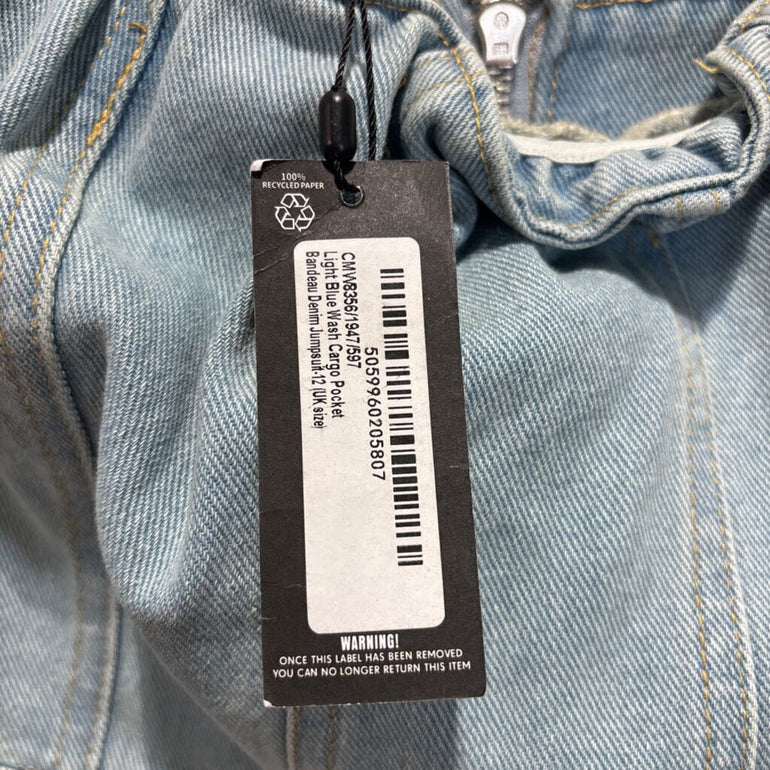 100%
RECYCLED PAPER
CMW8356/1947/597
Light Blue Wash Cargo Pocket
Bandeau Denim Jumpsuit-12 (UK size)
5059960205807
WARNING!
ONCE THIS LABEL HAS BEEN REMOVED
YOU CAN NO LONGER RETURN THIS ITEM